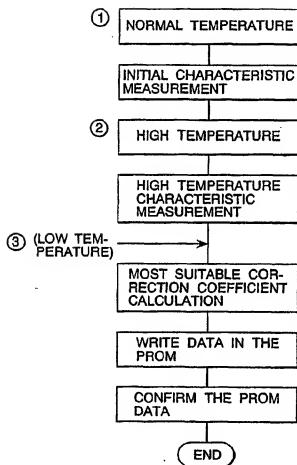 ① NORMAL TEMPERATURE
INITIAL CHARACTERISTIC
MEASUREMENT
② HIGH TEMPERATURE
HIGH TEMPERATURE
CHARACTERISTIC
MEASUREMENT
③ (LOW TEM-
PERATURE)
MOST SUITABLE COR-
RECTION COEFFICIENT
CALCULATION
WRITE DATA IN THE
PROM
CONFIRM THE PROM
DATA
END